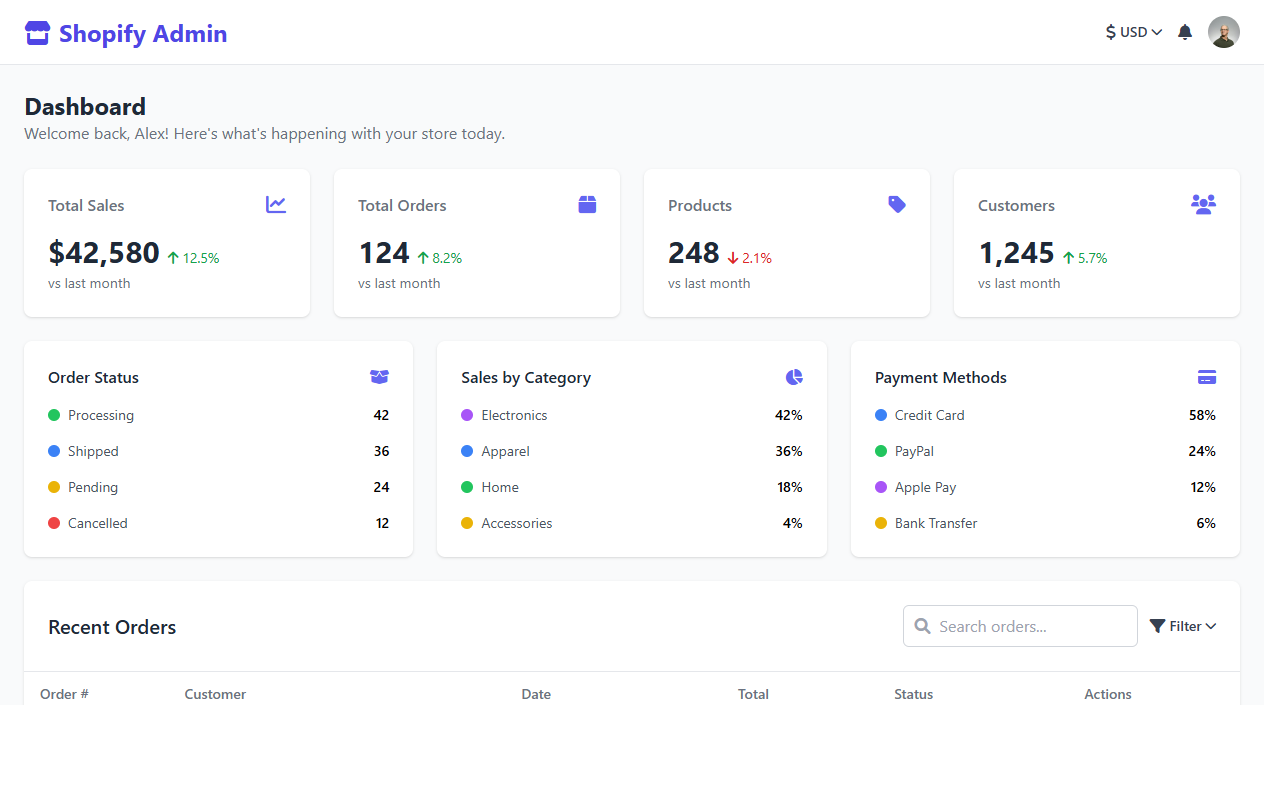 Shopify Admin
$ USD
Dashboard
Welcome back, Alex! Here's what's happening with your store today.
Total Sales
$42,580 12.5%
vs last month
Total Orders
124 8.2%
vs last month
Products
248 2.1%
vs last month
Customers
1,245 5.7%
vs last month
Order Status
Processing 42
Shipped 36
Pending 24
Cancelled 12
Sales by Category
Electronics 42%
Apparel 36%
Home 18%
Accessories 4%
Payment Methods
Credit Card 58%
PayPal 24%
Apple Pay 12%
Bank Transfer 6%
Recent Orders
Search orders...
Filter
Order # Customer Date Total Status Actions